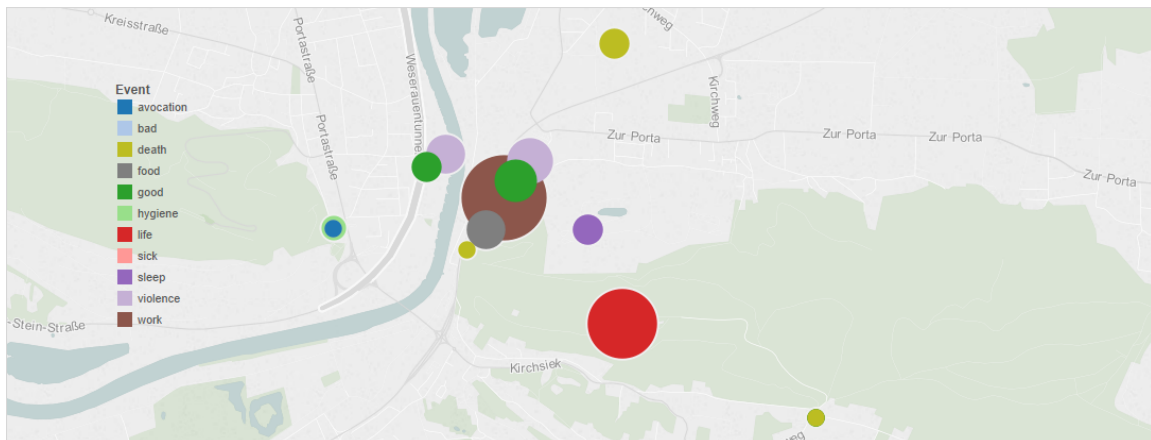 Kreisstraße
Portastraße
Portastraße
Weserauentunne
chweg
Kirchweg
Zur Porta
Zur Porta
Zur Porta
Zur Porta
Event
avocation
bad
death
food
good
hygiene
life
sick
sleep
violence
work
-Stein-Straße
Kirchsiek
weg